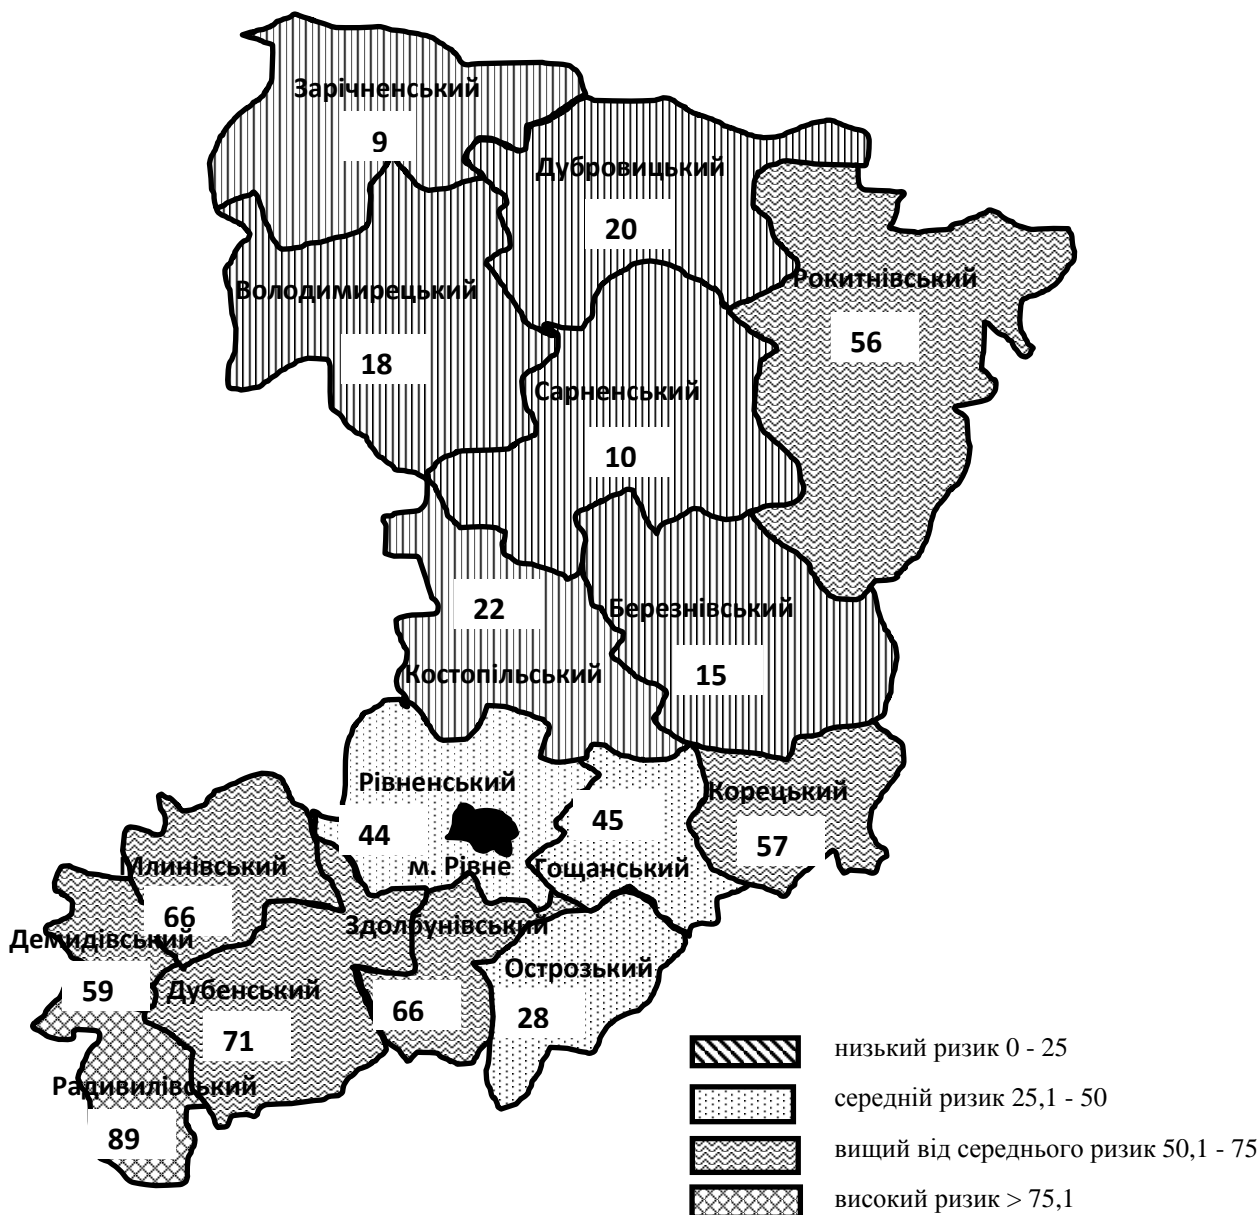 Зарічненський
9
Дубровицький
20
Рокитнівський
56
Володимирецький
18
Сарненський
10
22
Костопільський
Березнівський
15
Рівненський
44
м. Рівне
45
Гощанський
Корецький
57
Млинівський
66
Демидівський
59
Здолбунівський
66
Дубенський
71
Острозький
28
Радивилівський
89
низький ризик 0 - 25
середній ризик 25,1 - 50
вищий від середнього ризик 50,1 - 75
високий ризик > 75,1